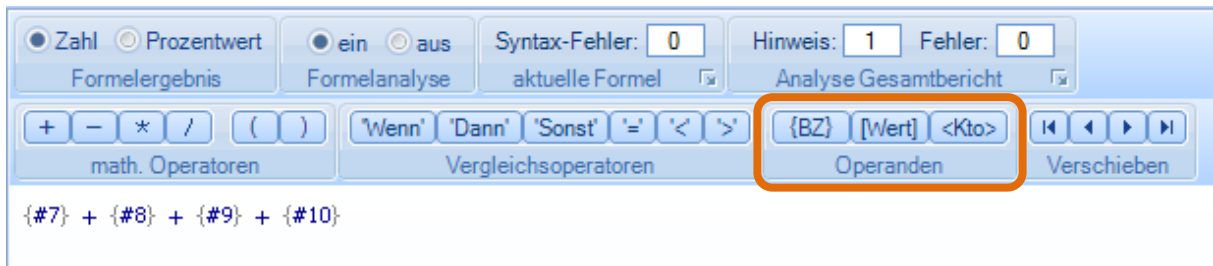 Zahl Prozentwert ein aus Syntax-Fehler: 0 Hinweis: 1 Fehler: 0
Formelergebnis Formelanalyse aktuelle Formel Analyse Gesamtbericht
+ − * / ( ) 'Wenn' 'Dann' 'Sonst' '=' '<' '>' {BZ} [Wert] <Kto>
math. Operatoren Vergleichsoperatoren Operanden Verschieben
{#7} + {#8} + {#9} + {#10}